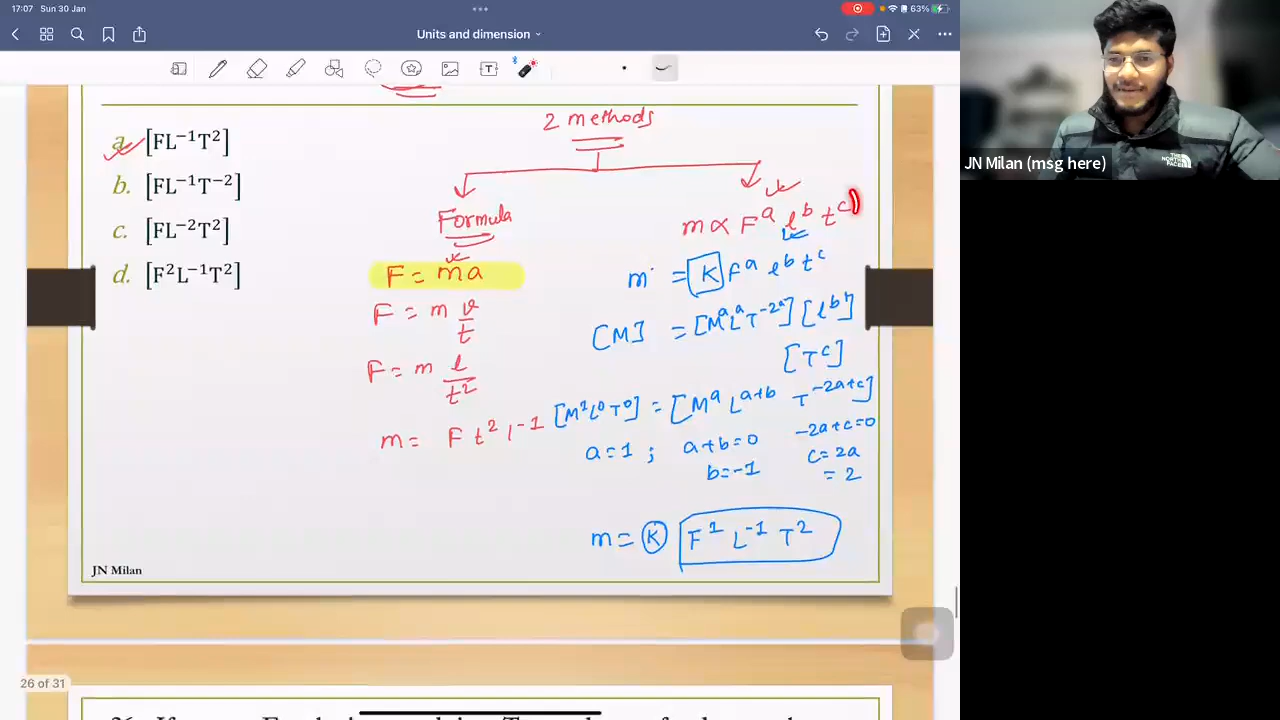 17:07 Sun 30 Jan
63%
Units and dimension
JN Milan (msg here)
THE NORTH FACE
2 methods
a. [FL⁻¹T²]
b. [FL⁻¹T⁻²]
c. [FL⁻²T²]
d. [F²L⁻¹T²]
Formula
F = ma
F = m v/t
F = m l/t²
m = F t² l⁻¹
m ∝ Fᵃ lᵇ tᶜ
m = K Fᵃ lᵇ tᶜ
[M] = [MᵃLᵃT⁻²ᵃ] [lᵇ]
[Tᶜ]
[M¹L⁰T⁰] = [Mᵃ Lᵃ⁺ᵇ T⁻²ᵃ⁺ᶜ]
a = 1 ; a+b=0 -2a+c=0
b=-1 c=2a
= 2
m = K F¹ L⁻¹ T²
JN Milan
26 of 31